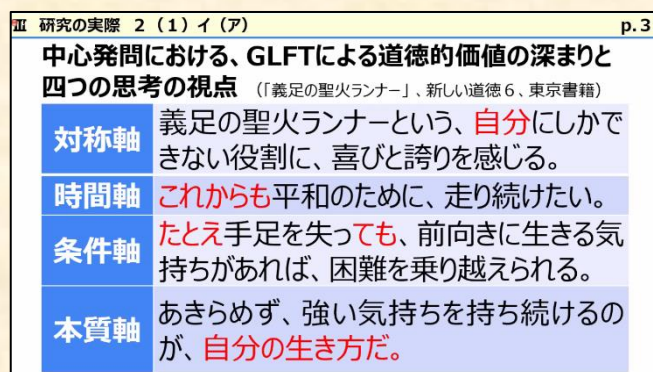 Ⅲ 研究の実際 2(1)イ(ア) p.3
中心発問における、GLFTによる道徳的価値の深まりと
四つの思考の視点 (「義足の聖火ランナー」、新しい道徳6、東京書籍)
対称軸 義足の聖火ランナーという、自分にしかで
きない役割に、喜びと誇りを感じる。
時間軸 これからも平和のために、走り続けたい。
条件軸 たとえ手足を失っても、前向きに生きる気
持ちがあれば、困難を乗り越えられる。
本質軸 あきらめず、強い気持ちを持ち続けるの
が、自分の生き方だ。